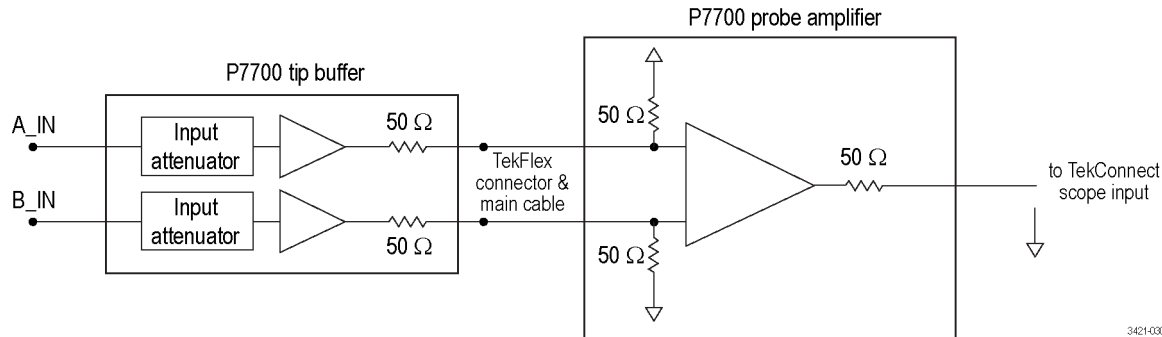 P7700 probe amplifier
P7700 tip buffer
A_IN
Input
attenuator
50 Ω
50 Ω
TekFlex
connector &
main cable
50 Ω
to TekConnect
scope input
B_IN
Input
attenuator
50 Ω
50 Ω